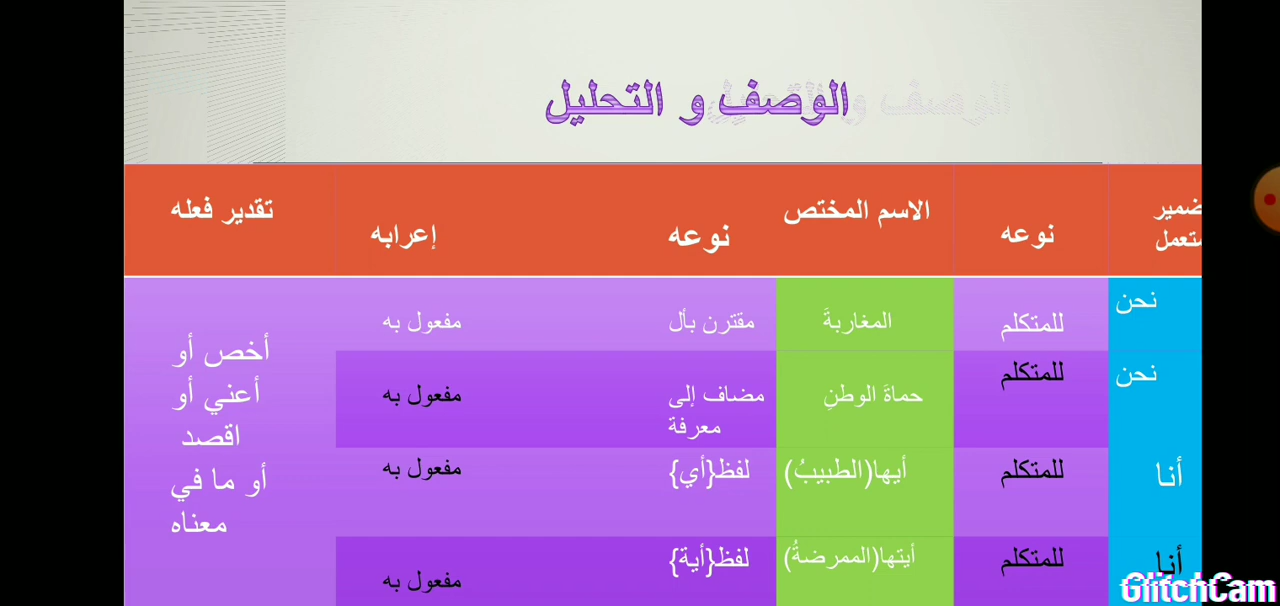 الوصف و التحليل
ضمير
نوعه
الاسم المختص
نوعه
إعرابه
تقدير فعله
نحن
للمتكلم
المغاربةَ
مقترن بأل
مفعول به
نحن
للمتكلم
حماةَ الوطنِ
مضاف إلى
معرفة
مفعول به
أنا
للمتكلم
أيها(الطبيبُ)
لفظ{أي}
مفعول به
أنا
للمتكلم
أيتها(الممرضةُ)
لفظ{أية}
مفعول به
أخص أو
أعني أو
اقصد
أو ما في
معناه
GlitchCam